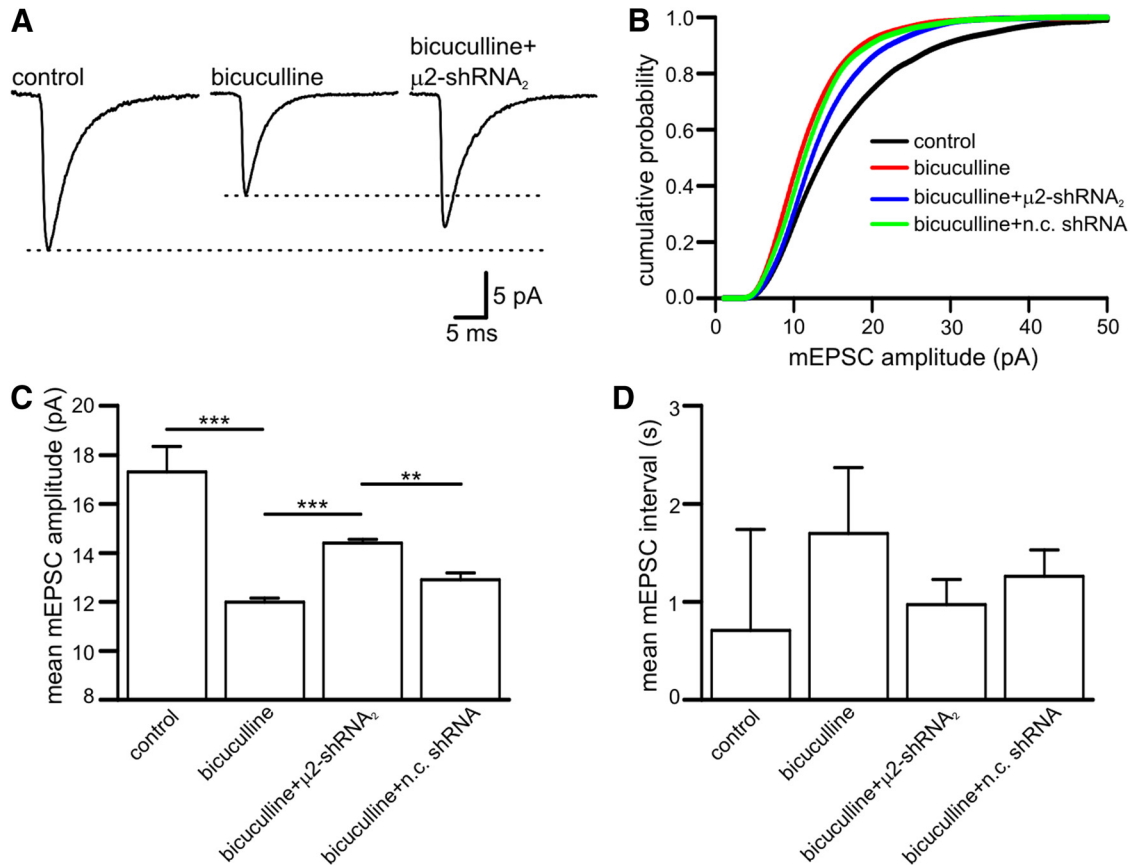 A
control
bicuculline
bicuculline+
μ2-shRNA₂
5 pA
5 ms
B
cumulative probability
1.0
0.8
0.6
0.4
0.2
0.0
0
10
20
30
40
50
mEPSC amplitude (pA)
control
bicuculline
bicuculline+μ2-shRNA₂
bicuculline+n.c. shRNA
C
mean mEPSC amplitude (pA)
20
18
16
14
12
10
8
***
***
**
control
bicuculline
bicuculline+μ2-shRNA₂
bicuculline+n.c. shRNA
D
mean mEPSC interval (s)
3
2
1
0
control
bicuculline
bicuculline+μ2-shRNA₂
bicuculline+n.c. shRNA